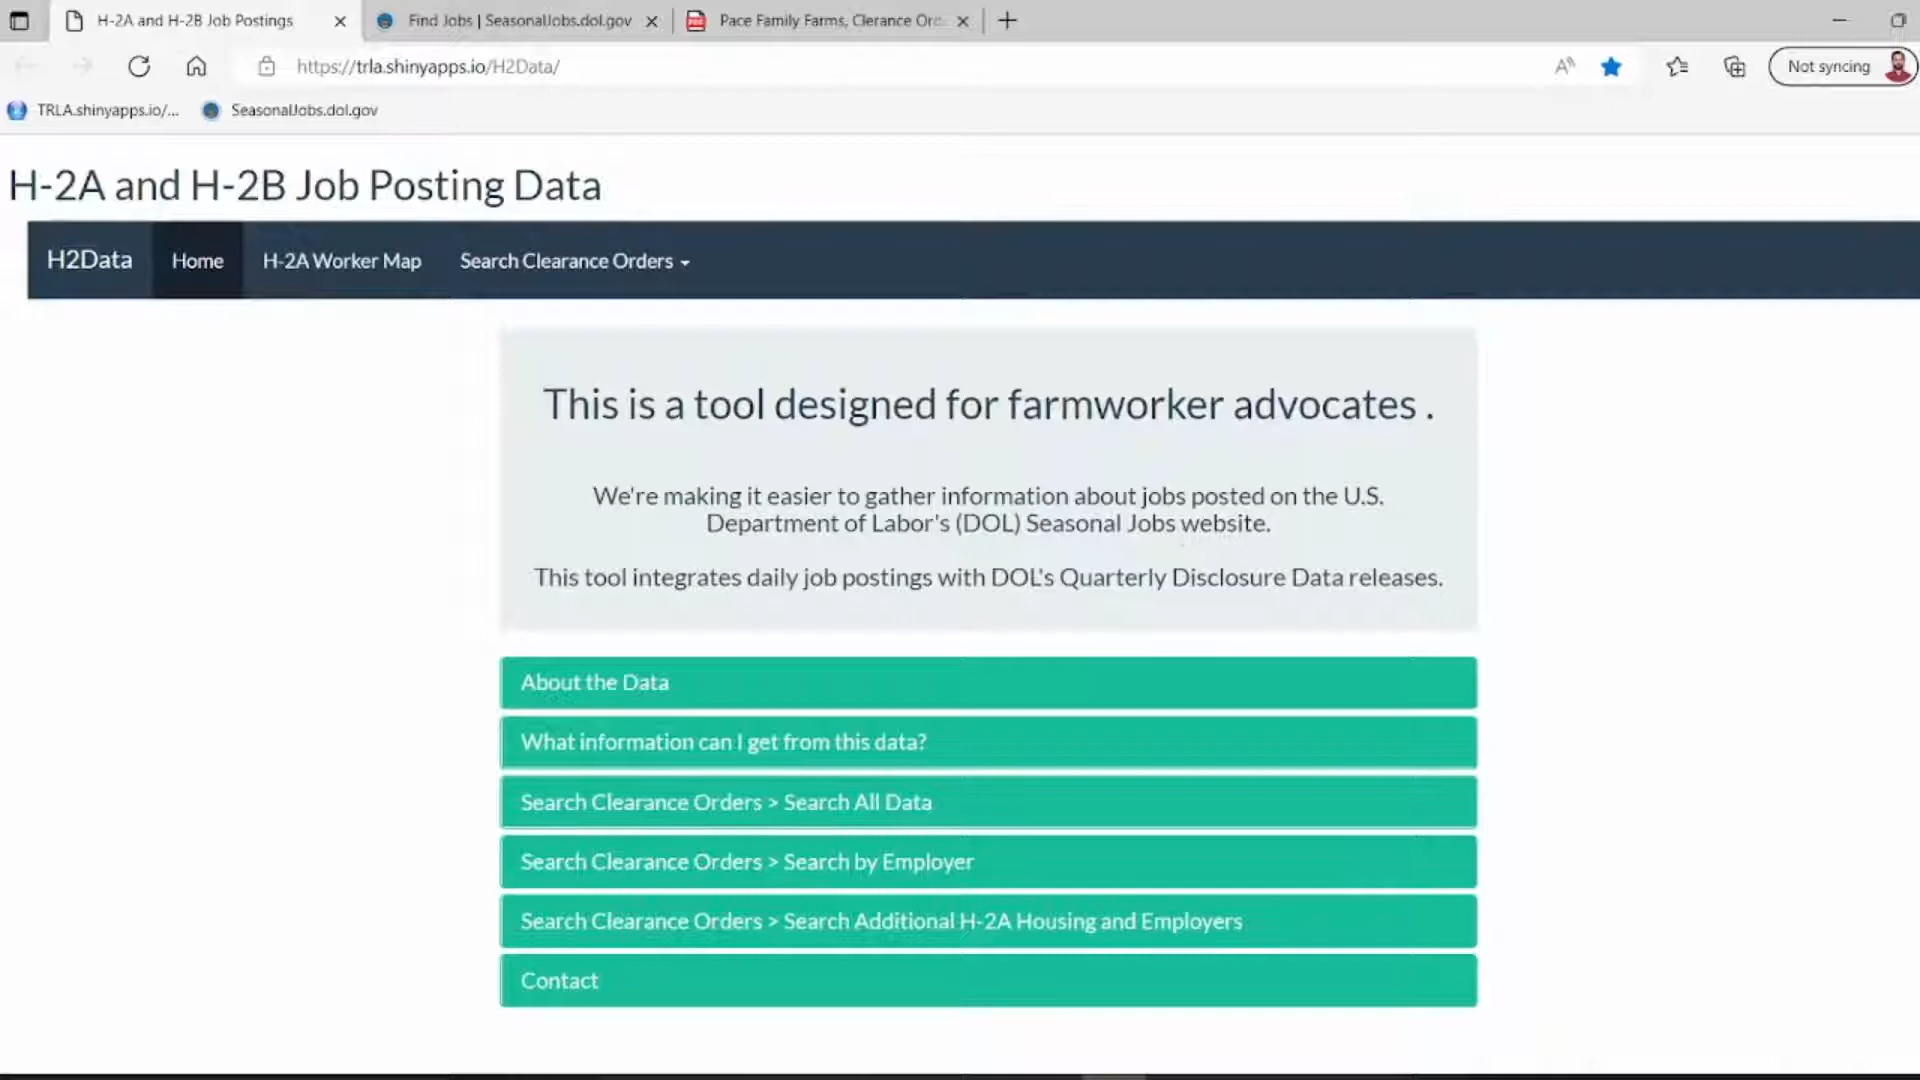 H-2A and H-2B Job Postings
Find Jobs | SeasonalJobs.dol.gov
Pace Family Farms, Clerance Ord
https://trla.shinyapps.io/H2Data/
Not syncing
TRLA.shinyapps.io/...
SeasonalJobs.dol.gov
H-2A and H-2B Job Posting Data
H2Data Home H-2A Worker Map Search Clearance Orders
This is a tool designed for farmworker advocates .
We're making it easier to gather information about jobs posted on the U.S.
Department of Labor's (DOL) Seasonal Jobs website.
This tool integrates daily job postings with DOL's Quarterly Disclosure Data releases.
About the Data
What information can I get from this data?
Search Clearance Orders > Search All Data
Search Clearance Orders > Search by Employer
Search Clearance Orders > Search Additional H-2A Housing and Employers
Contact